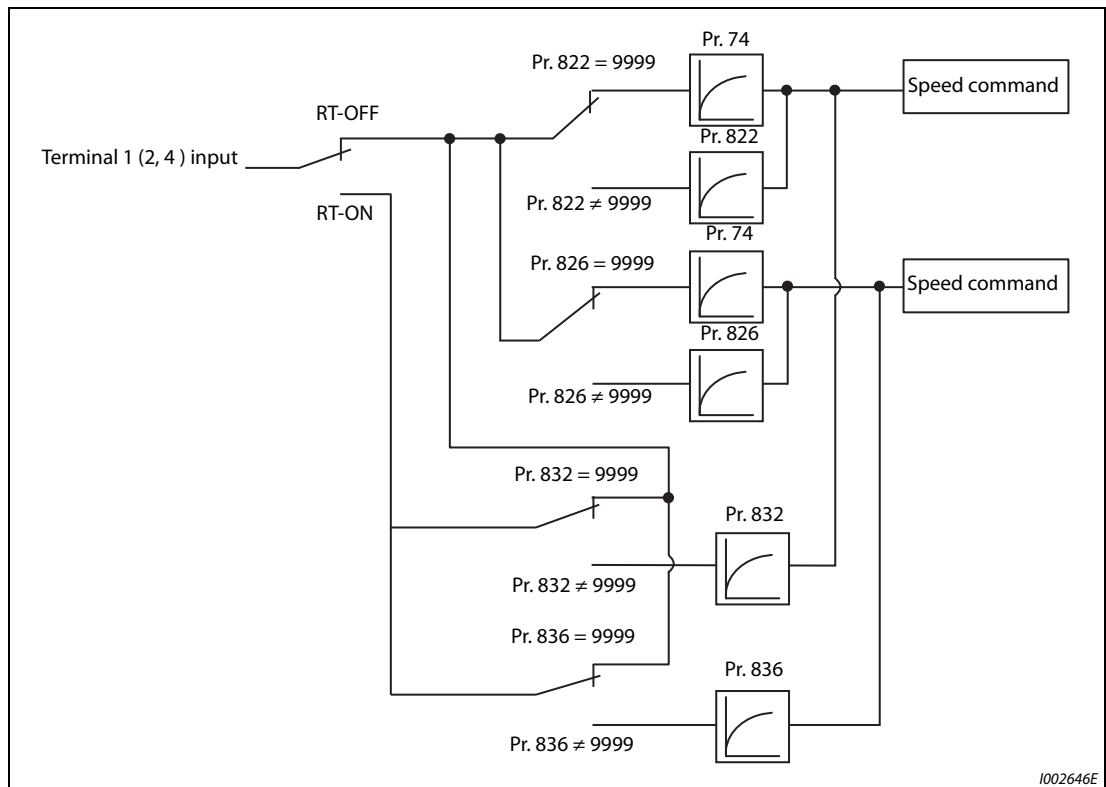 Pr. 74
Pr. 822 = 9999
Speed command
RT-OFF
Pr. 822
Terminal 1 (2, 4 ) input
Pr. 822 ≠ 9999
RT-ON
Pr. 74
Pr. 826 = 9999
Speed command
Pr. 826
Pr. 826 ≠ 9999
Pr. 832 = 9999
Pr. 832
Pr. 832 ≠ 9999
Pr. 836 = 9999
Pr. 836
Pr. 836 ≠ 9999
I002646E